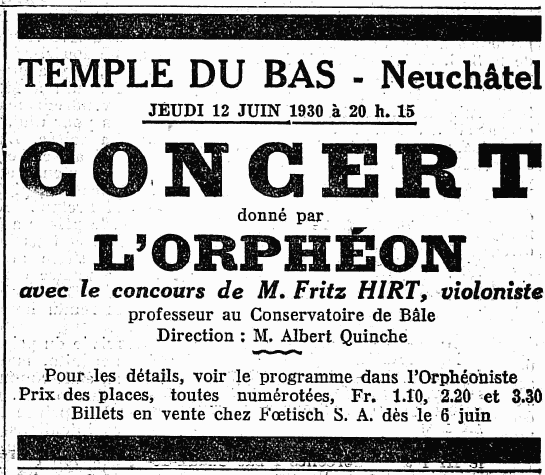 TEMPLE DU BAS - Neuchâtel
JEUDI 12 JUIN 1930 à 20 h. 15
CONCERT
donné par
L'ORPHÉON
avec le concours de M. Fritz HIRT, violoniste
professeur au Conservatoire de Bâle
Direction : M. Albert Quinche
Pour les détails, voir le programme dans l'Orphéoniste
Prix des places, toutes numérotées, Fr. 1.10, 2.20 et 3.30
Billets en vente chez Fœtisch S. A. dès le 6 juin